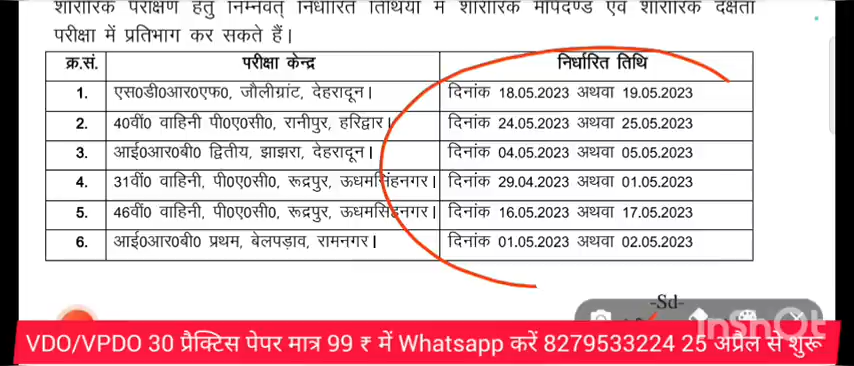 शारीरिक परीक्षण हेतु निम्नवत् निर्धारित तिथियों में शारीरिक मापदण्ड एवं शारीरिक दक्षता
परीक्षा में प्रतिभाग कर सकते हैं।
क्र.सं. परीक्षा केन्द्र निर्धारित तिथि
1. एस0डी0आर0एफ0, जौलीग्रांट, देहरादून। दिनांक 18.05.2023 अथवा 19.05.2023
2. 40वीं0 वाहिनी पी0ए0सी0, रानीपुर, हरिद्वार। दिनांक 24.05.2023 अथवा 25.05.2023
3. आई0आर0बी0 द्वितीय, झाझरा, देहरादून। दिनांक 04.05.2023 अथवा 05.05.2023
4. 31वीं0 वाहिनी, पी0ए0सी0, रूद्रपुर, ऊधमसिंहनगर। दिनांक 29.04.2023 अथवा 01.05.2023
5. 46वीं0 वाहिनी, पी0ए0सी0, रूद्रपुर, ऊधमसिंहनगर। दिनांक 16.05.2023 अथवा 17.05.2023
6. आई0आर0बी0 प्रथम, बेलपड़ाव, रामनगर। दिनांक 01.05.2023 अथवा 02.05.2023
-Sd-
InShOt
VDO/VPDO 30 प्रैक्टिस पेपर मात्र 99 ₹ में Whatsapp करें 8279533224 25 अप्रैल से शुरू